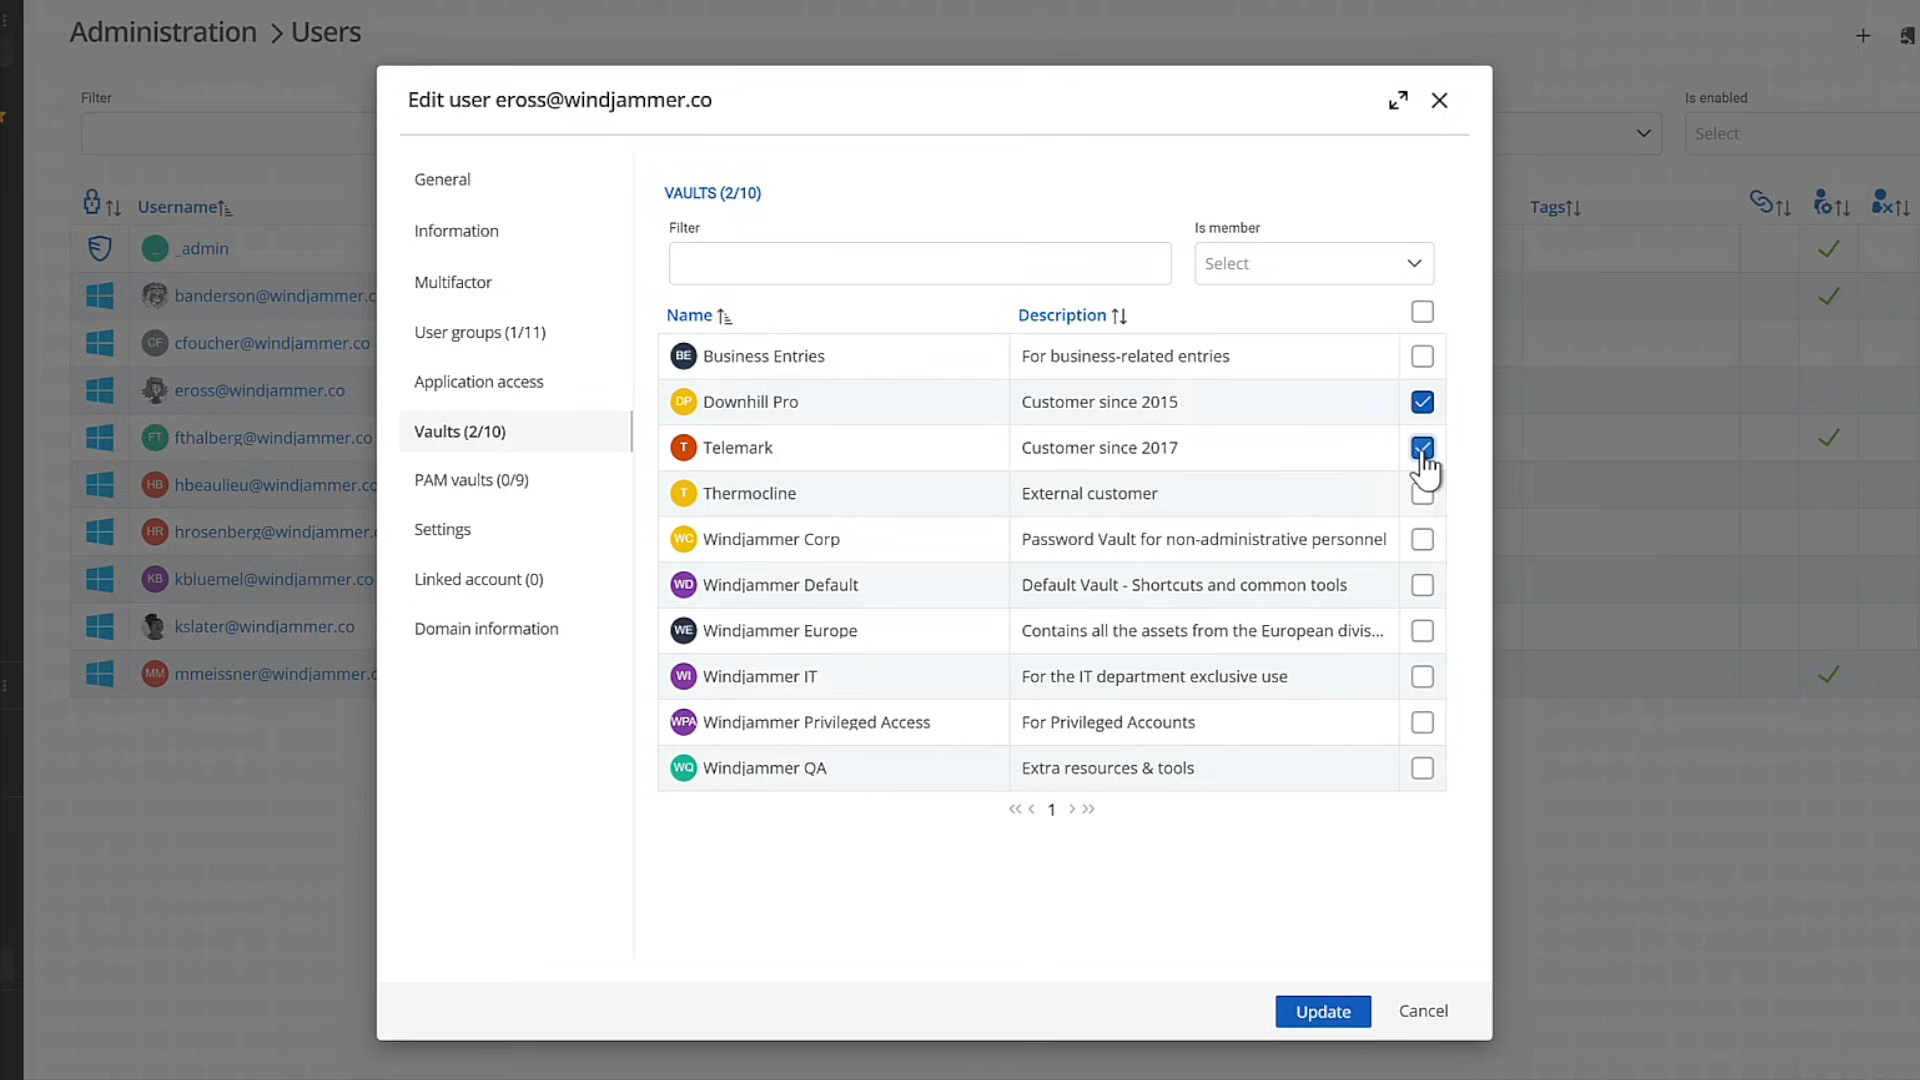 Administration > Users
Edit user eross@windjammer.co
Filter
Is enabled
Select
Select
Username
Tags
_admin
banderson@windjammer.c
CF cfoucher@windjammer.co
eross@windjammer.co
FT fthalberg@windjammer.co
HB hbeaulieu@windjammer.co
HR hrosenberg@windjammer.
KB kbluemel@windjammer.co
kslater@windjammer.co
MM mmeissner@windjammer.c
General
Information
Multifactor
User groups (1/11)
Application access
Vaults (2/10)
PAM vaults (0/9)
Settings
Linked account (0)
Domain information
VAULTS (2/10)
Filter
Is member
Name
Description
BE Business Entries For business-related entries
DP Downhill Pro Customer since 2015
T Telemark Customer since 2017
T Thermocline External customer
WC Windjammer Corp Password Vault for non-administrative personnel
WD Windjammer Default Default Vault - Shortcuts and common tools
WE Windjammer Europe Contains all the assets from the European divis...
WI Windjammer IT For the IT department exclusive use
WPA Windjammer Privileged Access For Privileged Accounts
WQ Windjammer QA Extra resources & tools
<< < 1 > >>
Update
Cancel